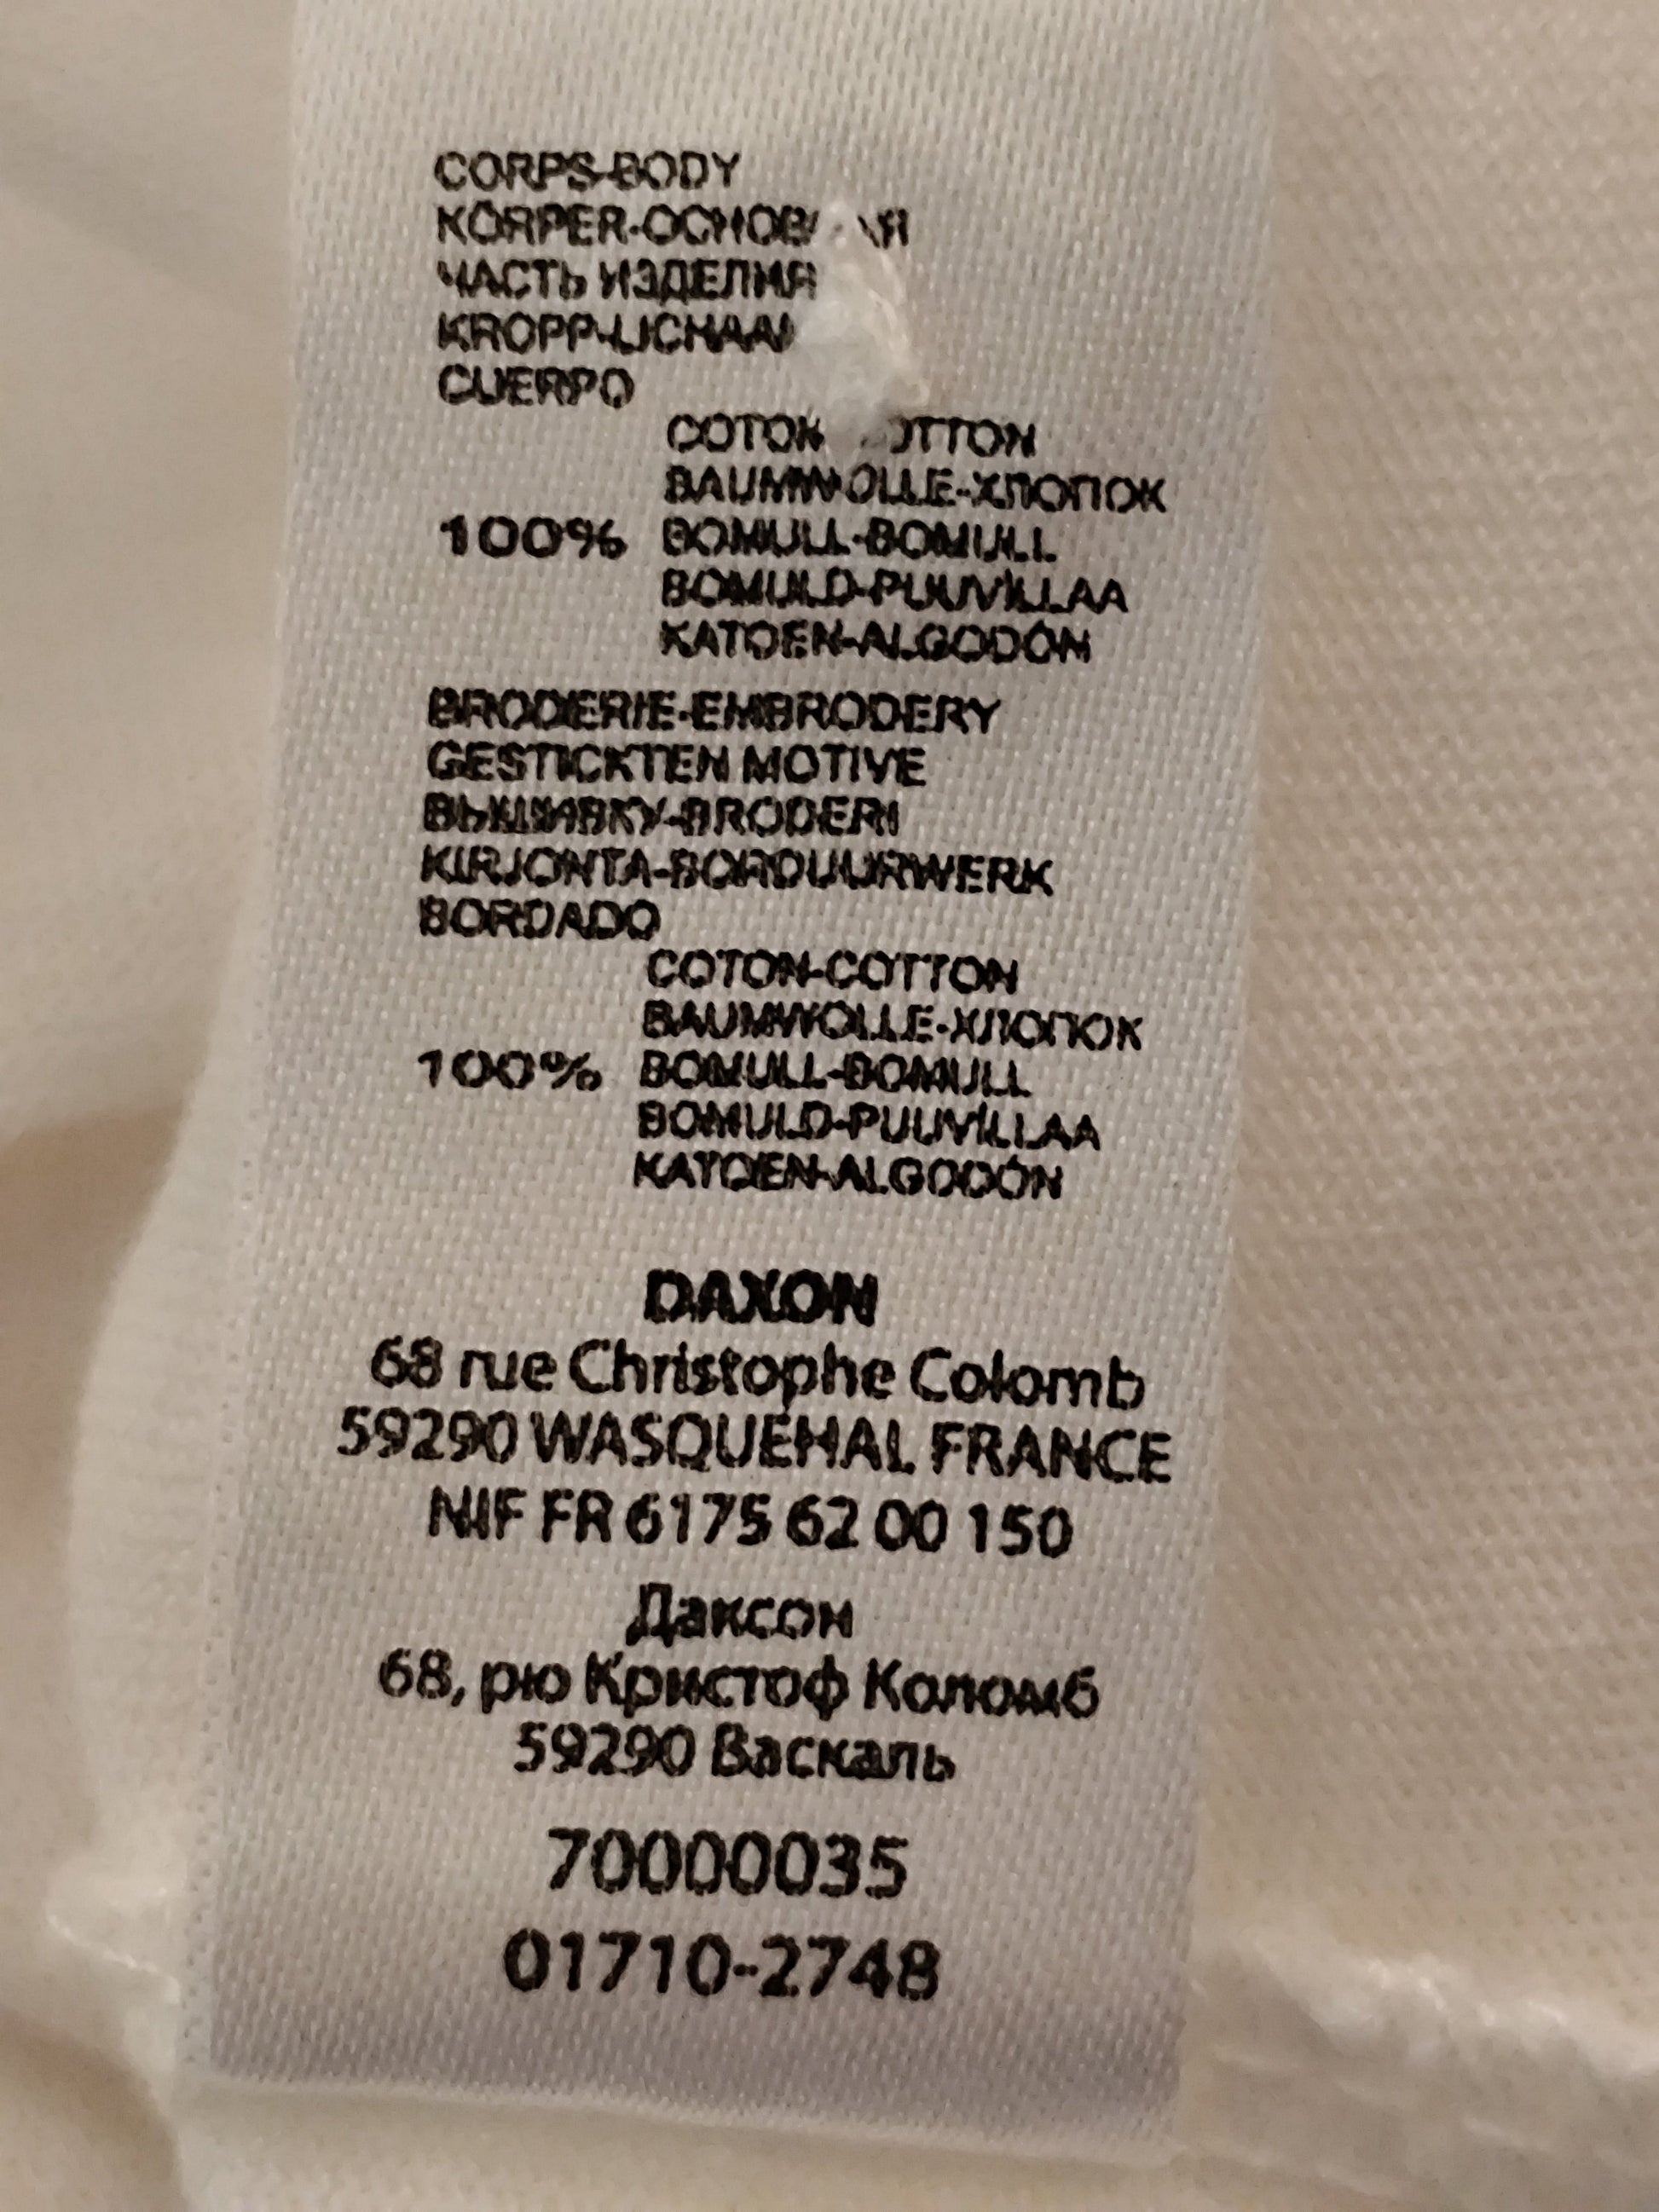 CORPS-BODY
KÖRPER-
ЧАСТЬ ИЗДЕЛИЯ
KROPP-
CUERPO
COTON
BAUMWOLLE-ХЛОПОК
100% BOMULL-BOMULL
BOMULD-PUUVILLAA
KATOEN-ALGODÓN
BRODERIE-EMBRODERY
GESTICKTEN MOTIVE
ВЫШИВКУ-BRODERI
KIRJONTA-BORDUURWERK
BORDADO
COTON-COTTON
BAUMWOLLE-ХЛОПОК
100% BOMULL-BOMULL
BOMULD-PUUVILLAA
KATOEN-ALGODÓN
DAXON
68 rue Christophe Colomb
59290 WASQUEHAL FRANCE
NIF FR 6175 62 00 150
Даксон
68, рю Кристоф Коломб
59290 Васкаль
70000035
01710-2748